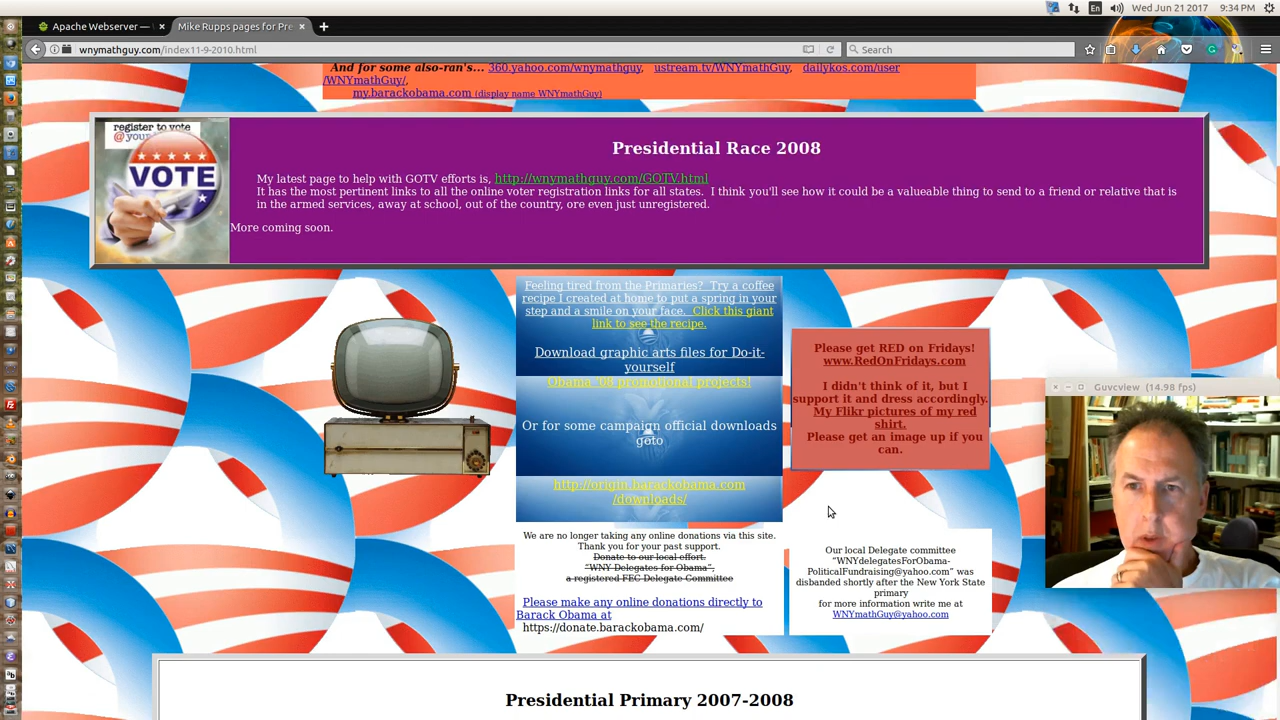 Wed Jun 21 2017 9:34 PM
En
Apache Webserver —
Mike Rupps pages for Pre
wnymathguy.com/index11-9-2010.html
Search
And for some also-ran's... 360.yahoo.com/wnymathguy, ustream.tv/WNYmathGuy, dailykos.com/user
/WNYmathGuy/,
my.barackobama.com (display name WNYmathGuy)
register to vote
VOTE
Presidential Race 2008
My latest page to help with GOTV efforts is, http://wnymathguy.com/GOTV.html
It has the most pertinent links to all the online voter registration links for all states. I think you'll see how it could be a valueable thing to send to a friend or relative that is
in the armed services, away at school, out of the country, ore even just unregistered.
More coming soon.
Feeling tired from the Primaries? Try a coffee
recipe I created at home to put a spring in your
step and a smile on your face. Click this giant
link to see the recipe.
Download graphic arts files for Do-it-
yourself
Obama '08 promotional projects!
Or for some campaign official downloads
goto
http://origin.barackobama.com
/downloads/
Please get RED on Fridays!
www.RedOnFridays.com
I didn't think of it, but I
support it and dress accordingly.
My Flikr pictures of my red
shirt.
Please get an image up if you
can.
Guvcview (14.98 fps)
We are no longer taking any online donations via this site.
Thank you for your past support.
Donate to our local effort.
"WNY Delegates for Obama",
a registered FEC Delegate Committee
Please make any online donations directly to
Barack Obama at
https://donate.barackobama.com/
Our local Delegate committee
"WNYdelegatesForObama-
PoliticalFundraising@yahoo.com" was
disbanded shortly after the New York State
primary
for more information write me at
WNYmathGuy@yahoo.com
Presidential Primary 2007-2008